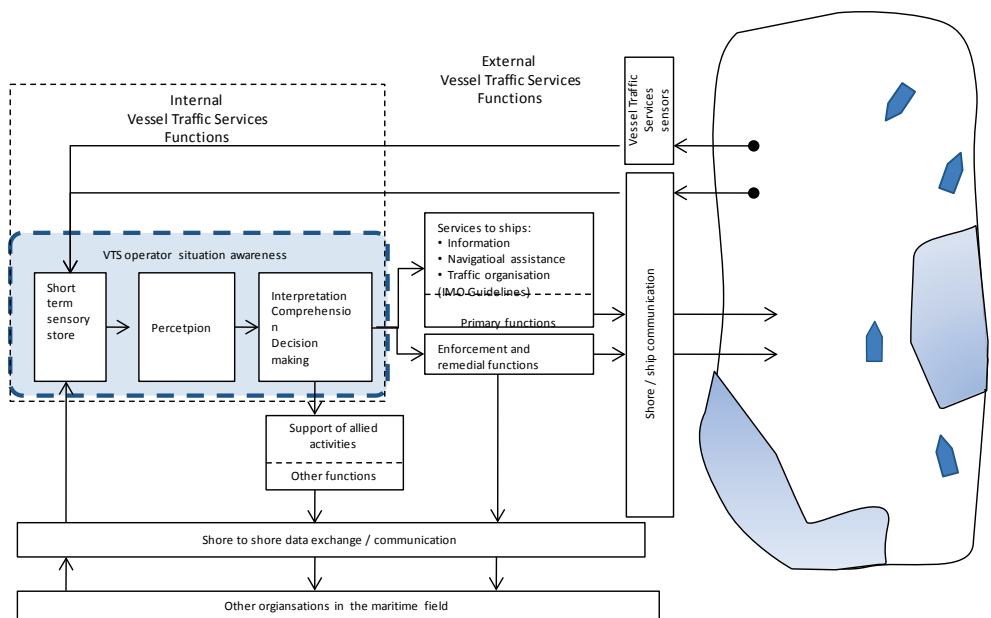 External
Vessel Traffic Services
Functions
Internal
Vessel Traffic Services
Functions
Vessel Traffic
Services
sensors
VTS operator situation awareness
Short
term
sensory
store
Percetpion
Interpretation
Comprehensio
n
Decision
making
Services to ships:
• Information
• Navigatioal assistance
• Traffic organisation
(IMO Guidelines)
Primary functions
Enforcement and
remedial functions
Shore / ship communication
Support of allied
activities
Other functions
Shore to shore data exchange / communication
Other orgiansations in the maritime field